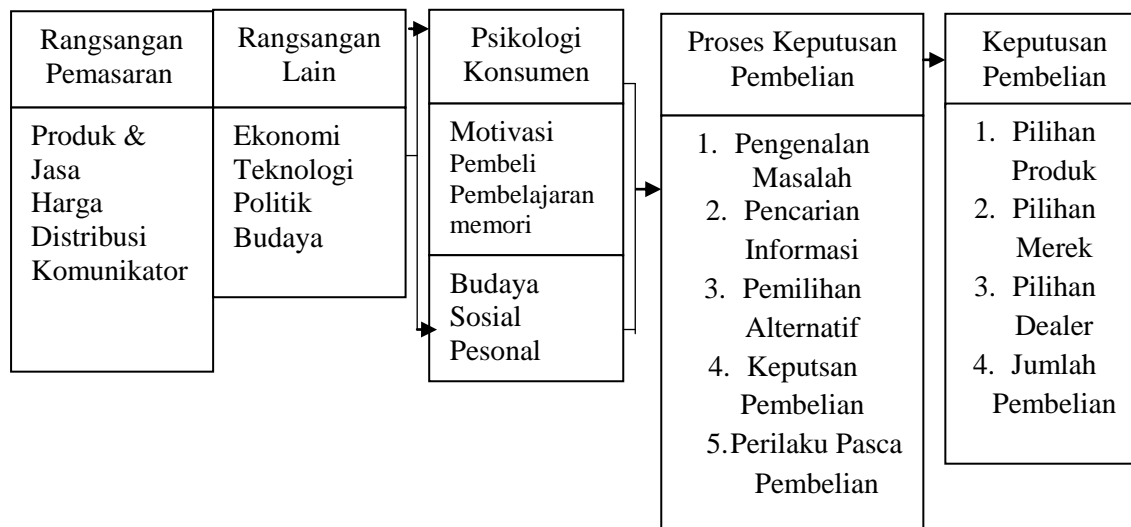 Rangsangan
Pemasaran
Produk &
Jasa
Harga
Distribusi
Komunikator
Rangsangan
Lain
Ekonomi
Teknologi
Politik
Budaya
Psikologi
Konsumen
Motivasi
Pembeli
Pembelajaran
memori
Budaya
Sosial
Pesonal
Proses Keputusan
Pembelian
1. Pengenalan
Masalah
2. Pencarian
Informasi
3. Pemilihan
Alternatif
4. Keputsan
Pembelian
5.Perilaku Pasca
Pembelian
Keputusan
Pembelian
1. Pilihan
Produk
2. Pilihan
Merek
3. Pilihan
Dealer
4. Jumlah
Pembelian